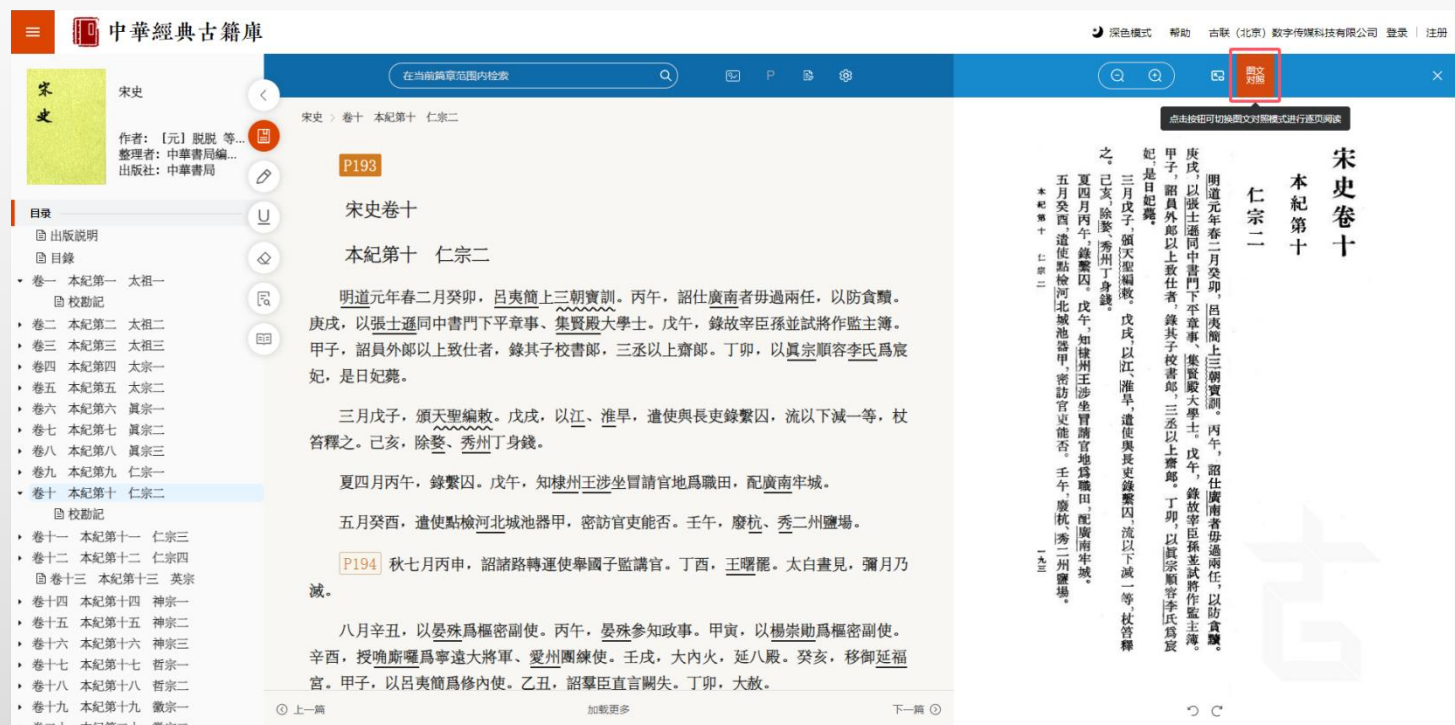 中華經典古籍庫
深色模式 帮助 古联（北京）数字传媒科技有限公司 登录 | 注册
宋史
宋史
作者：［元］脱脱 等...
整理者：中華書局編...
出版社：中華書局
目录
出版説明
目錄
卷一 本紀第一 太祖一
校勘記
卷二 本紀第二 太祖二
卷三 本紀第三 太祖三
卷四 本紀第四 太宗一
卷五 本紀第五 太宗二
卷六 本紀第六 眞宗一
卷七 本紀第七 眞宗二
卷八 本紀第八 眞宗三
卷九 本紀第九 仁宗一
卷十 本紀第十 仁宗二
校勘記
卷十一 本紀第十一 仁宗三
卷十二 本紀第十二 仁宗四
卷十三 本紀第十三 英宗
卷十四 本紀第十四 神宗一
卷十五 本紀第十五 神宗二
卷十六 本紀第十六 神宗三
卷十七 本紀第十七 哲宗一
卷十八 本紀第十八 哲宗二
卷十九 本紀第十九 徽宗一
在当前篇章范围内检索
P
宋史 > 卷十 本紀第十 仁宗二
P193
宋史卷十
本紀第十 仁宗二
明道元年春二月癸卯，呂夷簡上三朝寶訓。丙午，詔仕廣南者毋過兩任，以防貪黷。
庚戌，以張士遜同中書門下平章事、集賢殿大學士。戊午，錄故宰臣孫並試將作監主簿。
甲子，詔員外郎以上致仕者，錄其子校書郎，三丞以上齋郎。丁卯，以眞宗順容李氏爲宸
妃，是日妃薨。
三月戊子，頒天聖編敕。戊戌，以江、淮旱，遣使與長吏錄繫囚，流以下減一等，杖
笞釋之。己亥，除婺、秀州丁身錢。
夏四月丙午，錄繫囚。戊午，知棣州王涉坐冒請官地爲職田，配廣南牢城。
五月癸酉，遣使點檢河北城池器甲，密訪官吏能否。壬午，廢杭、秀二州鹽場。
P194 秋七月丙申，詔諸路轉運使舉國子監講官。丁酉，王曙罷。太白晝見，彌月乃
滅。
八月辛丑，以晏殊爲樞密副使。丙午，晏殊參知政事。甲寅，以楊崇勛爲樞密副使。
辛酉，授唃廝囉爲寧遠大將軍、愛州團練使。壬戌，大內火，延八殿。癸亥，移御延福
宮。甲子，以呂夷簡爲修內使。乙丑，詔羣臣直言闕失。丁卯，大赦。
上一篇 加载更多 下一篇
图文
对照
点击按钮可切换图文对照模式进行逐页阅读
宋史卷十
本紀第十
仁宗二
明道元年春二月癸卯，呂夷簡上三朝寶訓。丙午，詔仕廣南者毋過兩任，以防貪黷。
庚戌，以張士遜同中書門下平章事、集賢殿大學士。戊午，錄故宰臣孫並試將作監主簿。
甲子，詔員外郎以上致仕者，錄其子校書郎，三丞以上齋郎。丁卯，以眞宗順容李氏爲宸
妃，是日妃薨。
三月戊子，頒天聖編敕。戊戌，以江、淮旱，遣使與長吏錄繫囚，流以下減一等，杖笞釋
之。己亥，除婺、秀州丁身錢。
夏四月丙午，錄繫囚。戊午，知棣州王涉坐冒請官地爲職田，配廣南牢城。
五月癸酉，遣使點檢河北城池器甲，密訪官吏能否。壬午，廢杭、秀二州鹽場。
本紀第十 仁宗二
一九三
古